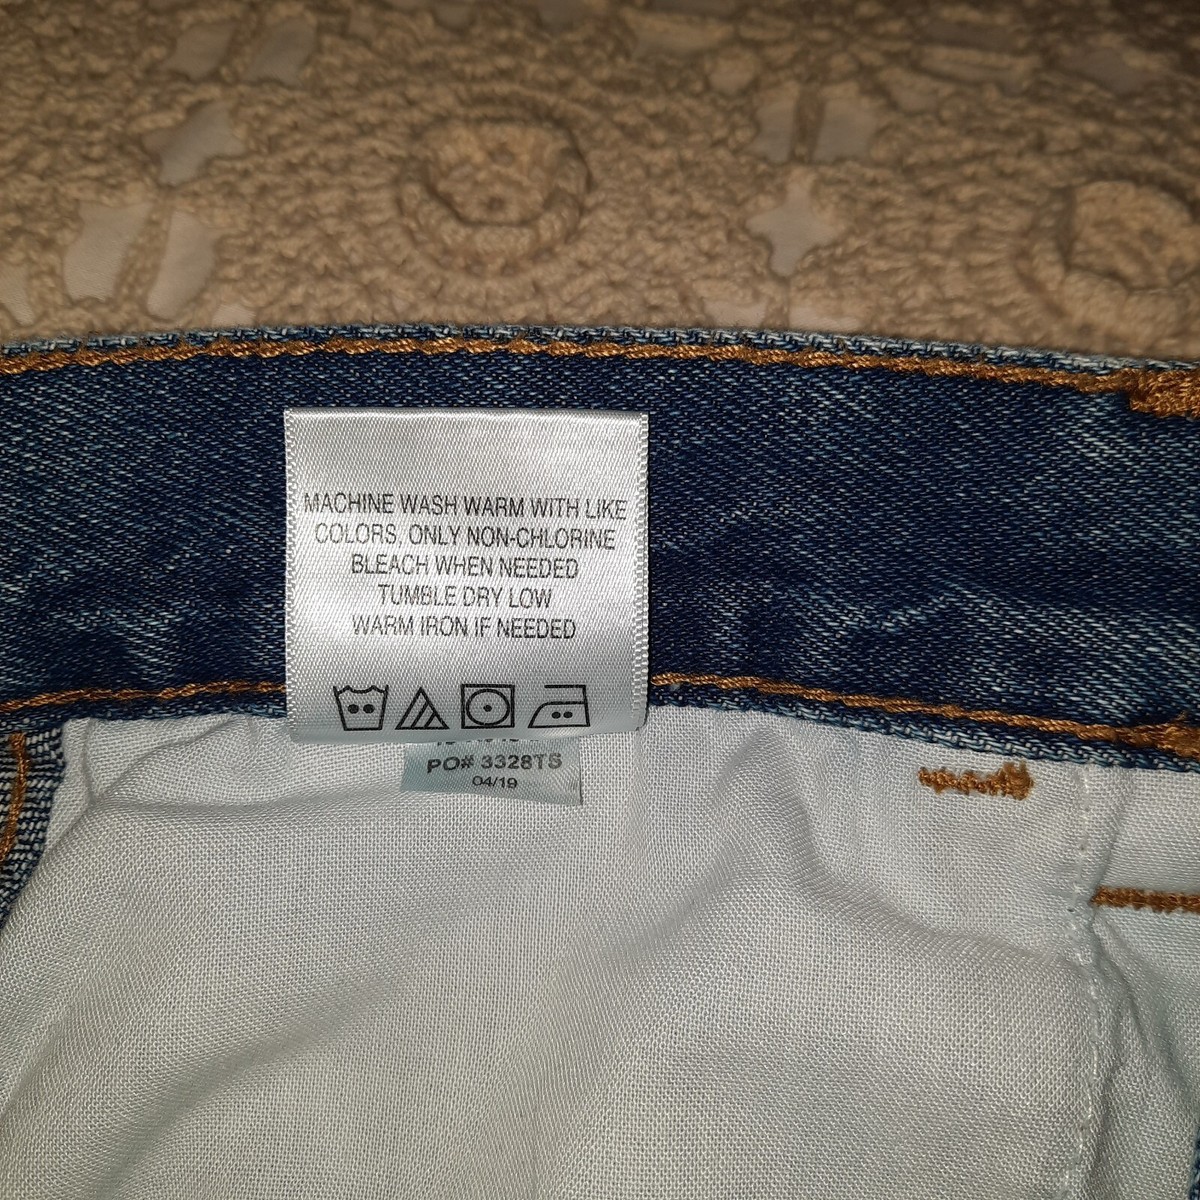 MACHINE WASH WARM WITH LIKE
COLORS. ONLY NON-CHLORINE
BLEACH WHEN NEEDED
TUMBLE DRY LOW
WARM IRON IF NEEDED
PO# 3328TS
04/19